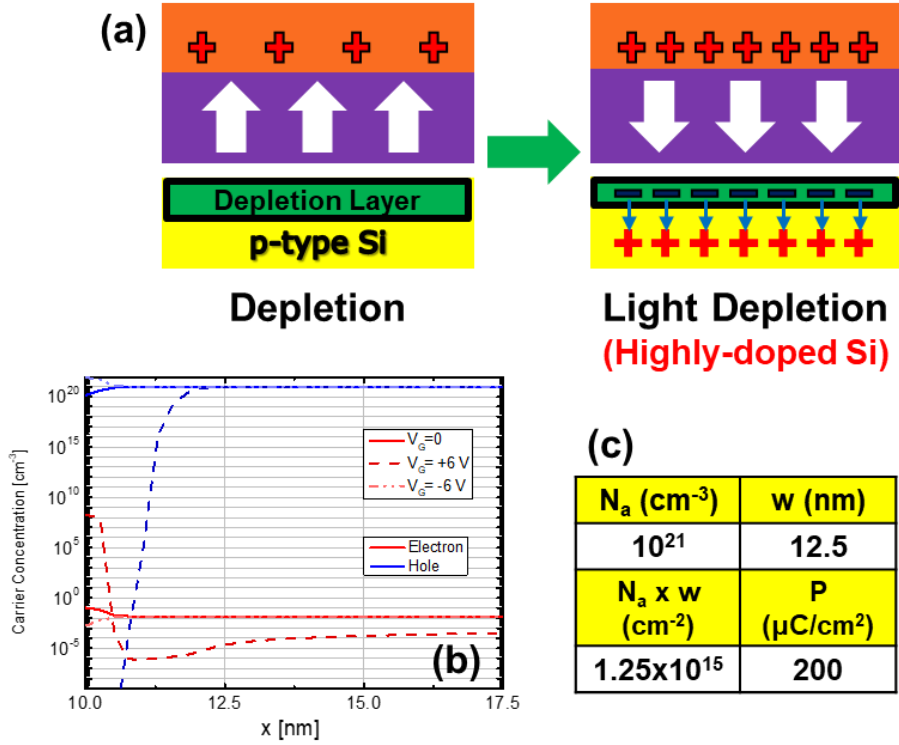 (a)
Depletion Layer
p-type Si
Depletion
Light Depletion
(Highly-doped Si)
Carrier Concentration [cm⁻³]
10²⁰
10¹⁵
10¹⁰
10⁵
10⁰
10⁻⁵
V_G=0
V_G= +6 V
V_G= -6 V
Electron
Hole
(b)
10.0 12.5 15.0 17.5
x [nm]
(c)
Nₐ (cm⁻³) w (nm)
10²¹ 12.5
Nₐ x w P
(cm⁻²) (µC/cm²)
1.25x10¹⁵ 200